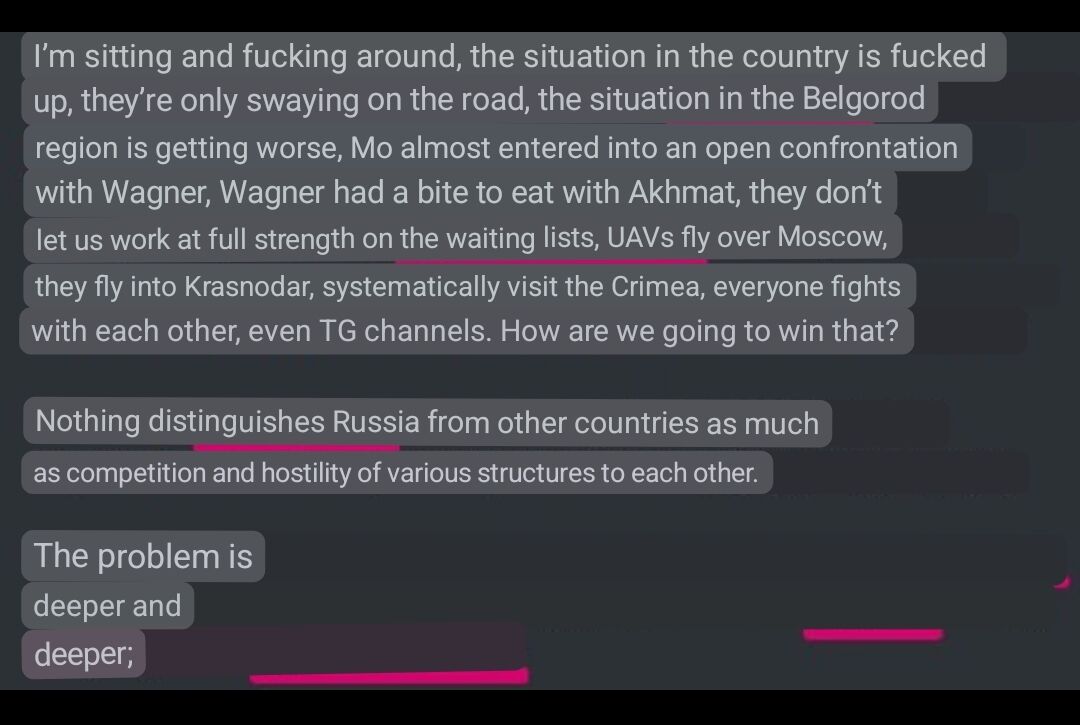 I’m sitting and fucking around, the situation in the country is fucked
up, they’re only swaying on the road, the situation in the Belgorod
region is getting worse, Mo almost entered into an open confrontation
with Wagner, Wagner had a bite to eat with Akhmat, they don’t
let us work at full strength on the waiting lists, UAVs fly over Moscow,
they fly into Krasnodar, systematically visit the Crimea, everyone fights
with each other, even TG channels. How are we going to win that?
Nothing distinguishes Russia from other countries as much
as competition and hostility of various structures to each other.
The problem is
deeper and
deeper;